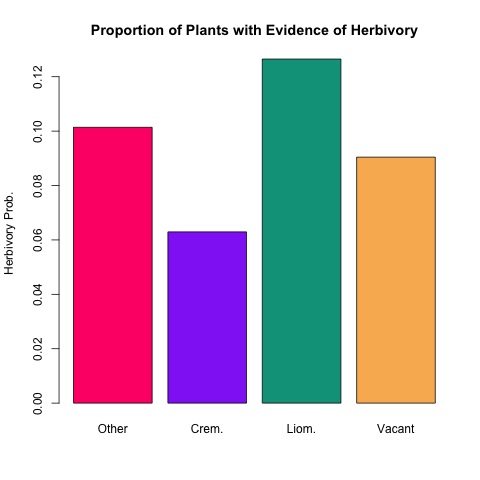 Proportion of Plants with Evidence of Herbivory
Herbivory Prob.
0.12
0.10
0.08
0.06
0.04
0.02
0.00
Other Crem. Liom. Vacant